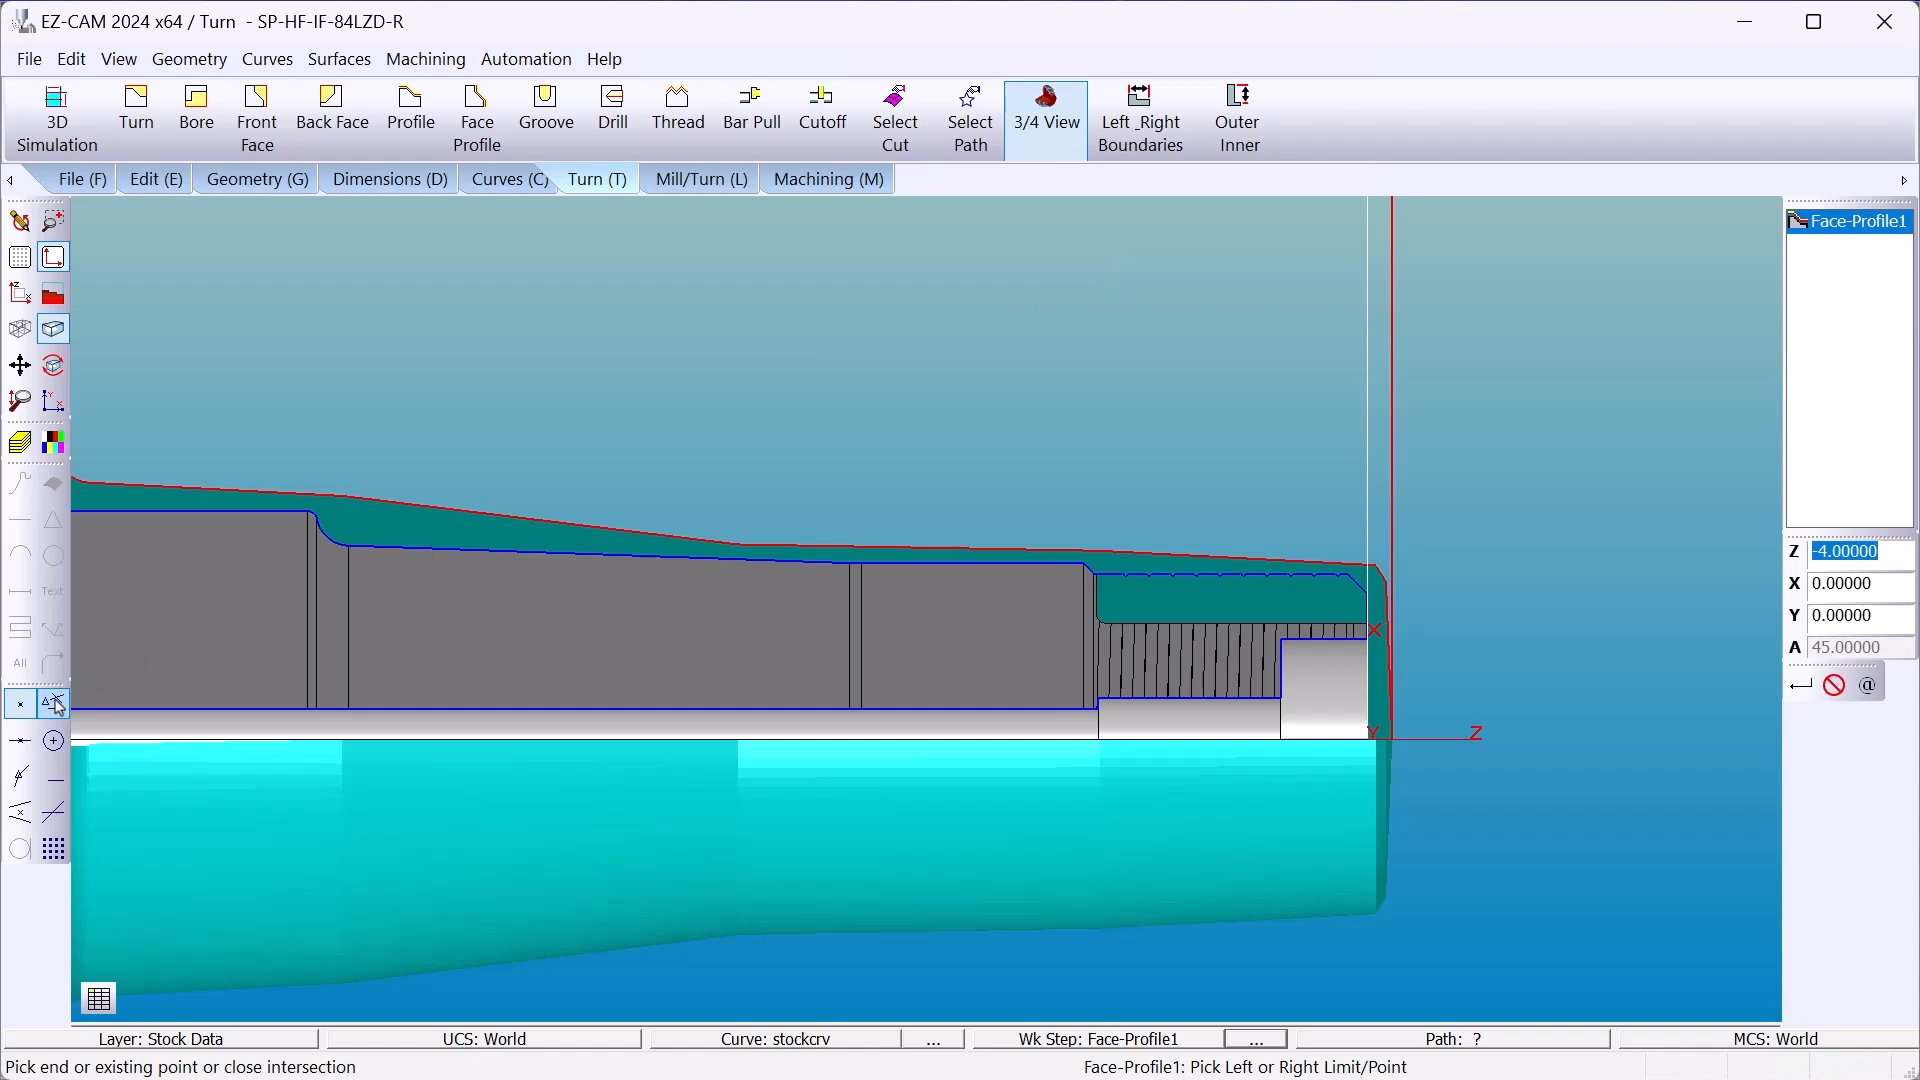 EZ-CAM 2024 x64 / Turn  - SP-HF-IF-84LZD-R
File Edit View Geometry Curves Surfaces Machining Automation Help
3D Simulation
Turn
Bore
Front Face
Back Face
Profile
Face Profile
Groove
Drill
Thread
Bar Pull
Cutoff
Select Cut
Select Path
3/4 View
Left _Right Boundaries
Outer Inner
File (F)
Edit (E)
Geometry (G)
Dimensions (D)
Curves (C)
Turn (T)
Mill/Turn (L)
Machining (M)
Face-Profile1
Text
All
Z -4.00000
X 0.00000
Y 0.00000
A 45.00000
@
X
Y
Z
Layer: Stock Data
UCS: World
Curve: stockcrv
...
Wk Step: Face-Profile1
...
Path: ?
MCS: World
Pick end or existing point or close intersection
Face-Profile1: Pick Left or Right Limit/Point